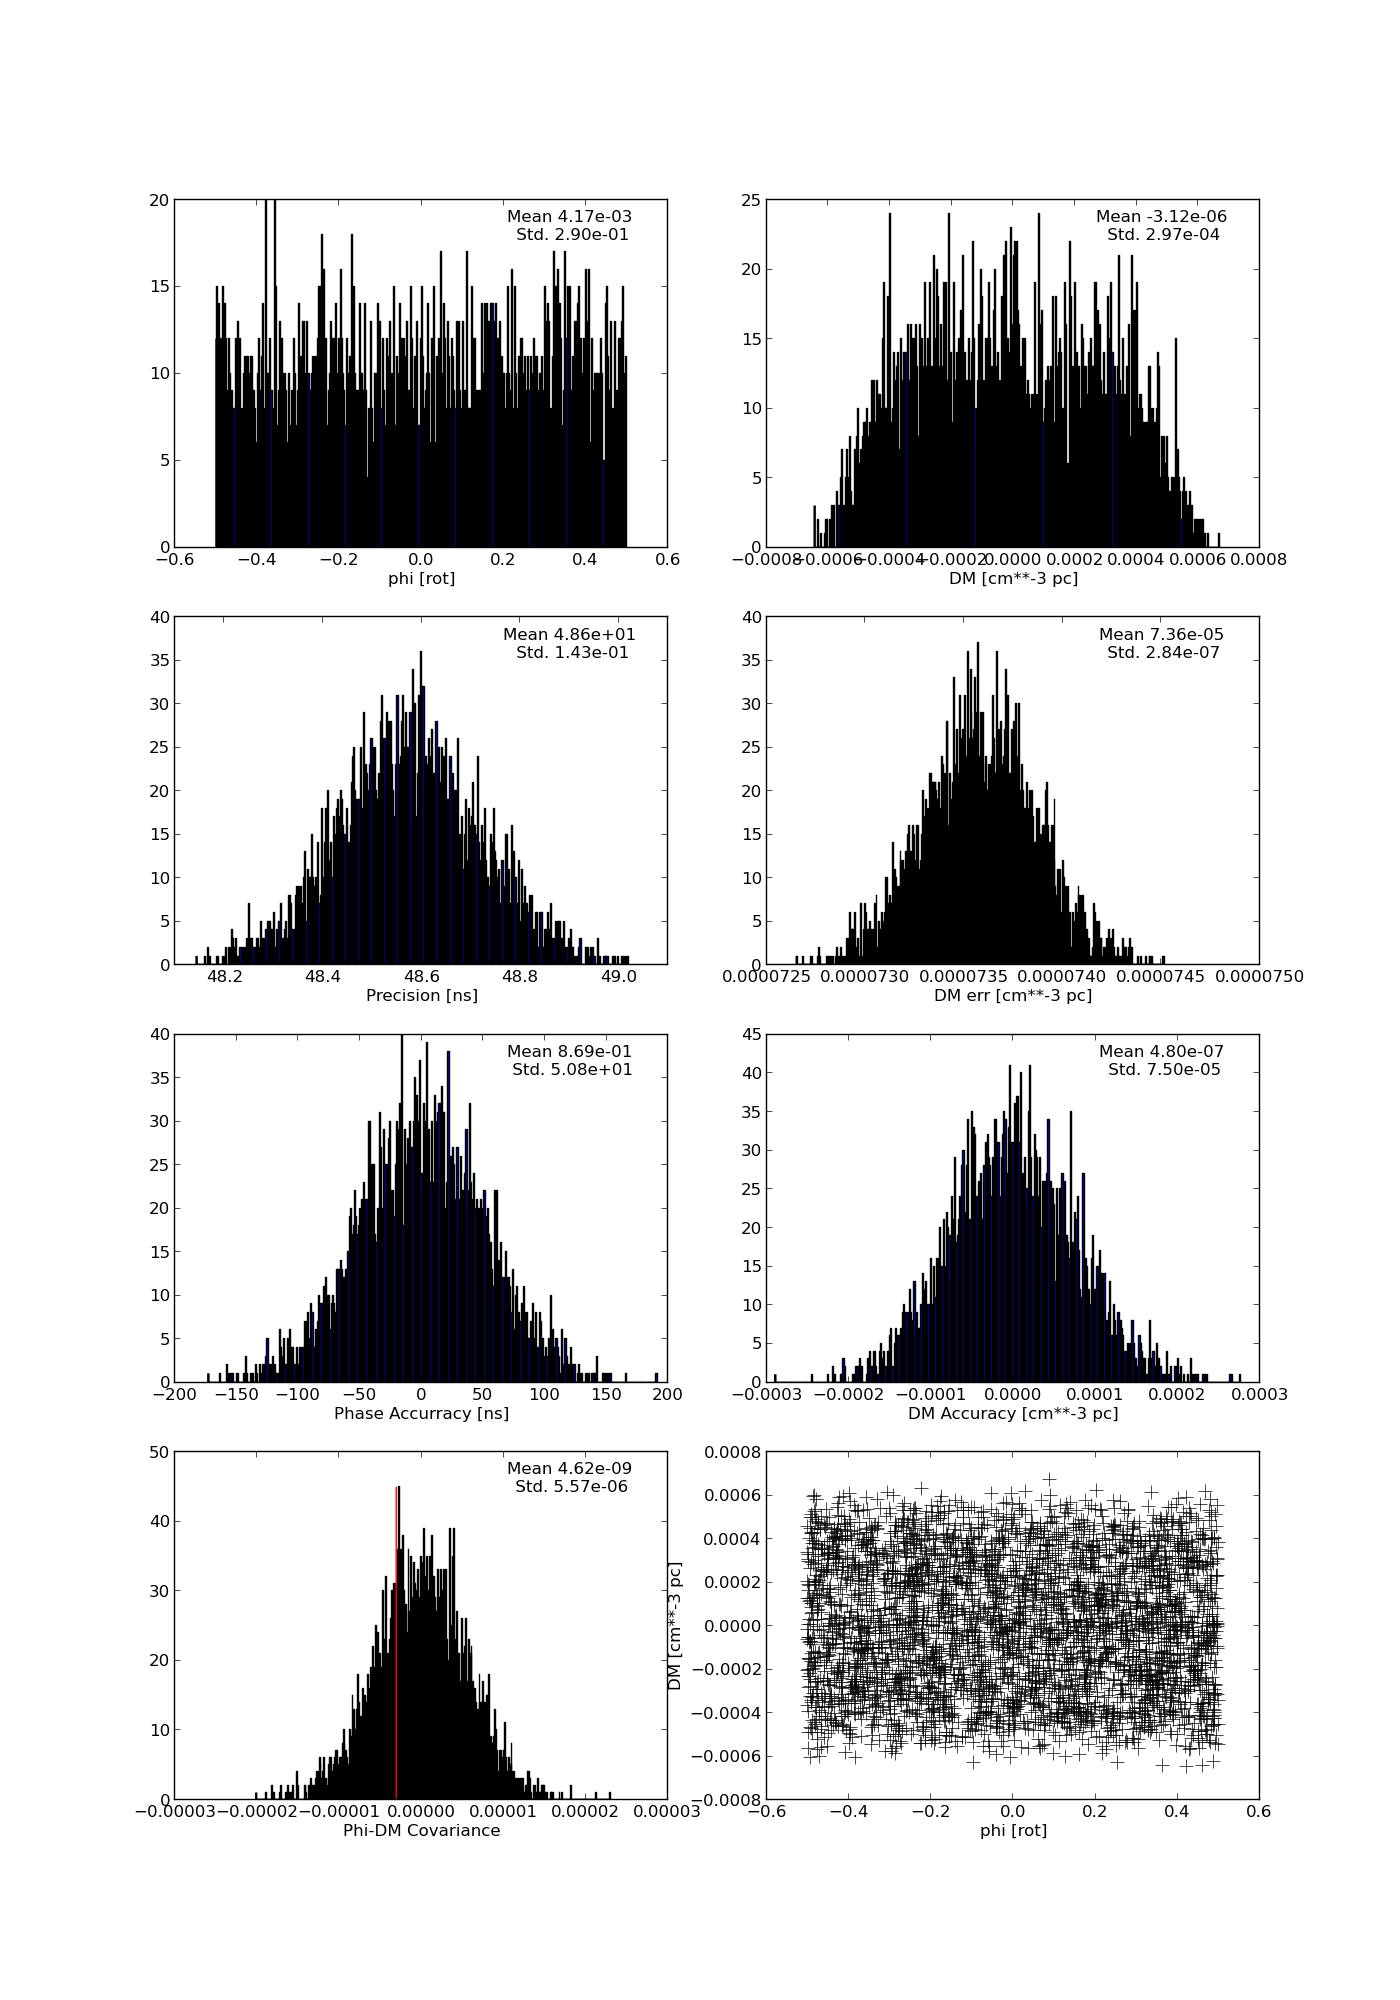 20
15
10
5
0
Mean 4.17e-03
Std. 2.90e-01
−0.6 −0.4 −0.2 0.0 0.2 0.4 0.6
phi [rot]
25
20
15
10
5
0
Mean -3.12e-06
Std. 2.97e-04
−0.0008 −0.0006 −0.0004 −0.0002 0.0000 0.0002 0.0004 0.0006 0.0008
DM [cm**-3 pc]
40
35
30
25
20
15
10
5
0
Mean 4.86e+01
Std. 1.43e-01
48.2 48.4 48.6 48.8 49.0
Precision [ns]
40
35
30
25
20
15
10
5
0
Mean 7.36e-05
Std. 2.84e-07
0.0000725 0.0000730 0.0000735 0.0000740 0.0000745 0.0000750
DM err [cm**-3 pc]
40
35
30
25
20
15
10
5
0
Mean 8.69e-01
Std. 5.08e+01
−200 −150 −100 −50 0 50 100 150 200
Phase Accurracy [ns]
45
40
35
30
25
20
15
10
5
0
Mean 4.80e-07
Std. 7.50e-05
−0.0003 −0.0002 −0.0001 0.0000 0.0001 0.0002 0.0003
DM Accuracy [cm**-3 pc]
50
40
30
20
10
0
Mean 4.62e-09
Std. 5.57e-06
−0.00003 −0.00002 −0.00001 0.00000 0.00001 0.00002 0.00003
Phi-DM Covariance
DM [cm**-3 pc]
0.0008
0.0006
0.0004
0.0002
0.0000
−0.0002
−0.0004
−0.0006
−0.0008
−0.6 −0.4 −0.2 0.0 0.2 0.4 0.6
phi [rot]